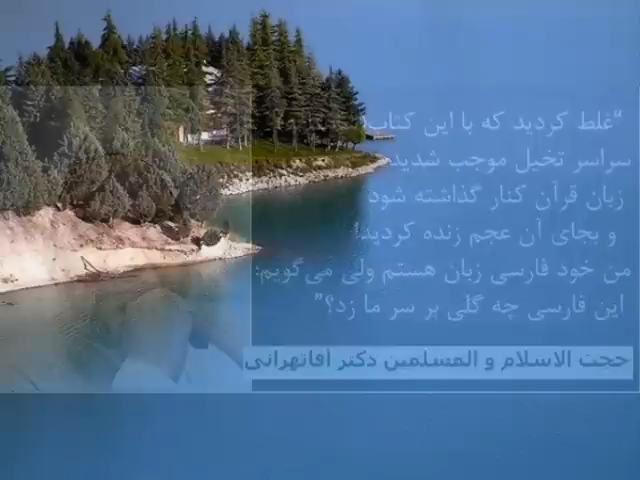 "غلط کردید که با این کتاب
سراسر تخیل موجب شدید
زبان قرآن کنار گذاشته شود
و بجای آن عجم زنده کردید!
من خود فارسی زبان هستم ولی می گویم:
این فارسی چه گلی بر سر ما زد؟"
حجت الاسلام و المسلمین دکتر آقاتهرانی